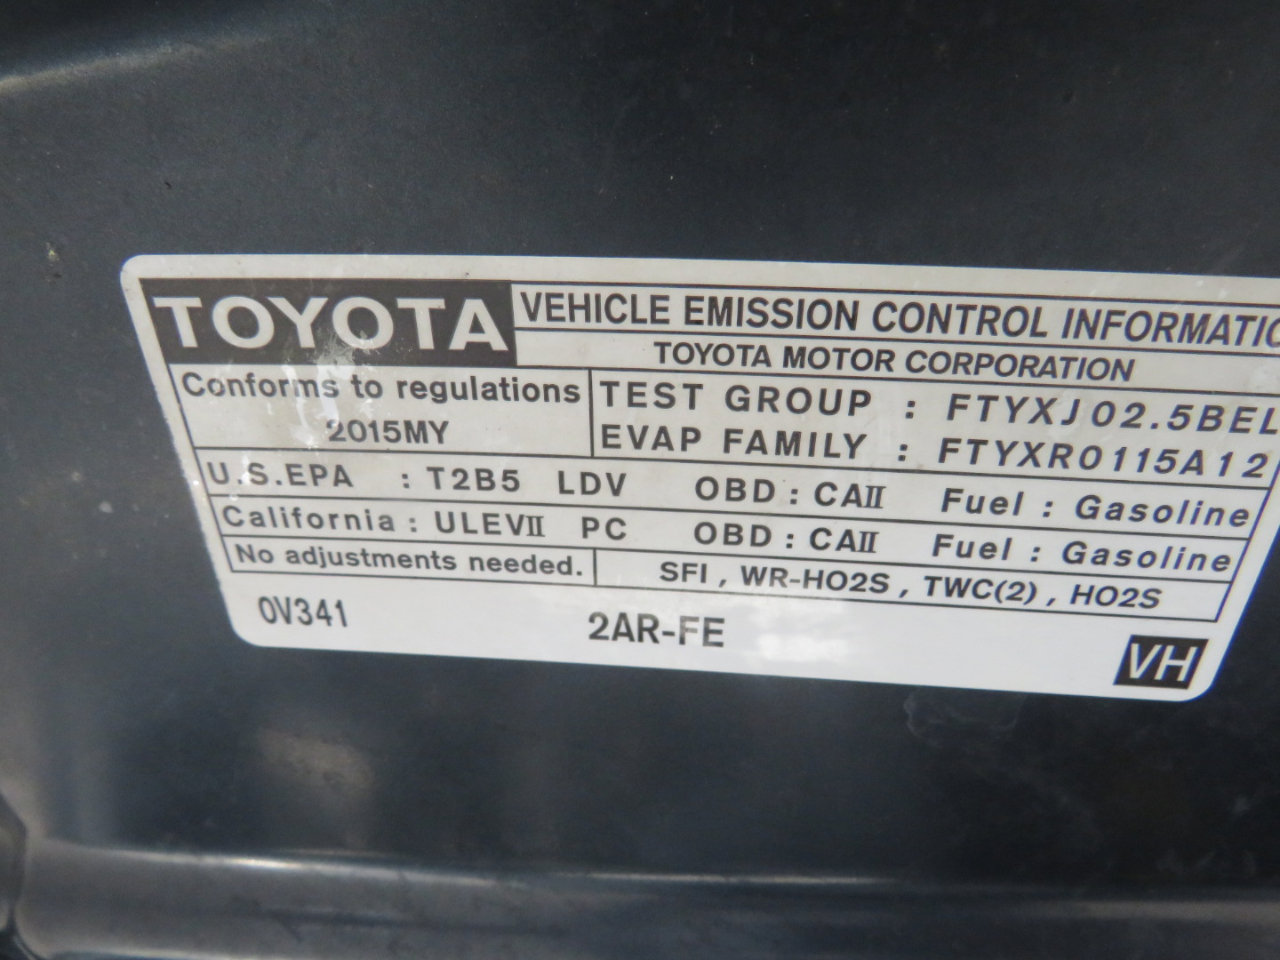 TOYOTA VEHICLE EMISSION CONTROL INFORMATIO
TOYOTA MOTOR CORPORATION
Conforms to regulations
2015MY
TEST GROUP : FTYXJ02.5BEL
EVAP FAMILY : FTYXR0115A12
U.S.EPA : T2B5 LDV OBD : CAII Fuel : Gasoline
California : ULEVII PC OBD : CAII Fuel : Gasoline
No adjustments needed. SFI , WR-HO2S , TWC(2) , HO2S
0V341 2AR-FE VH